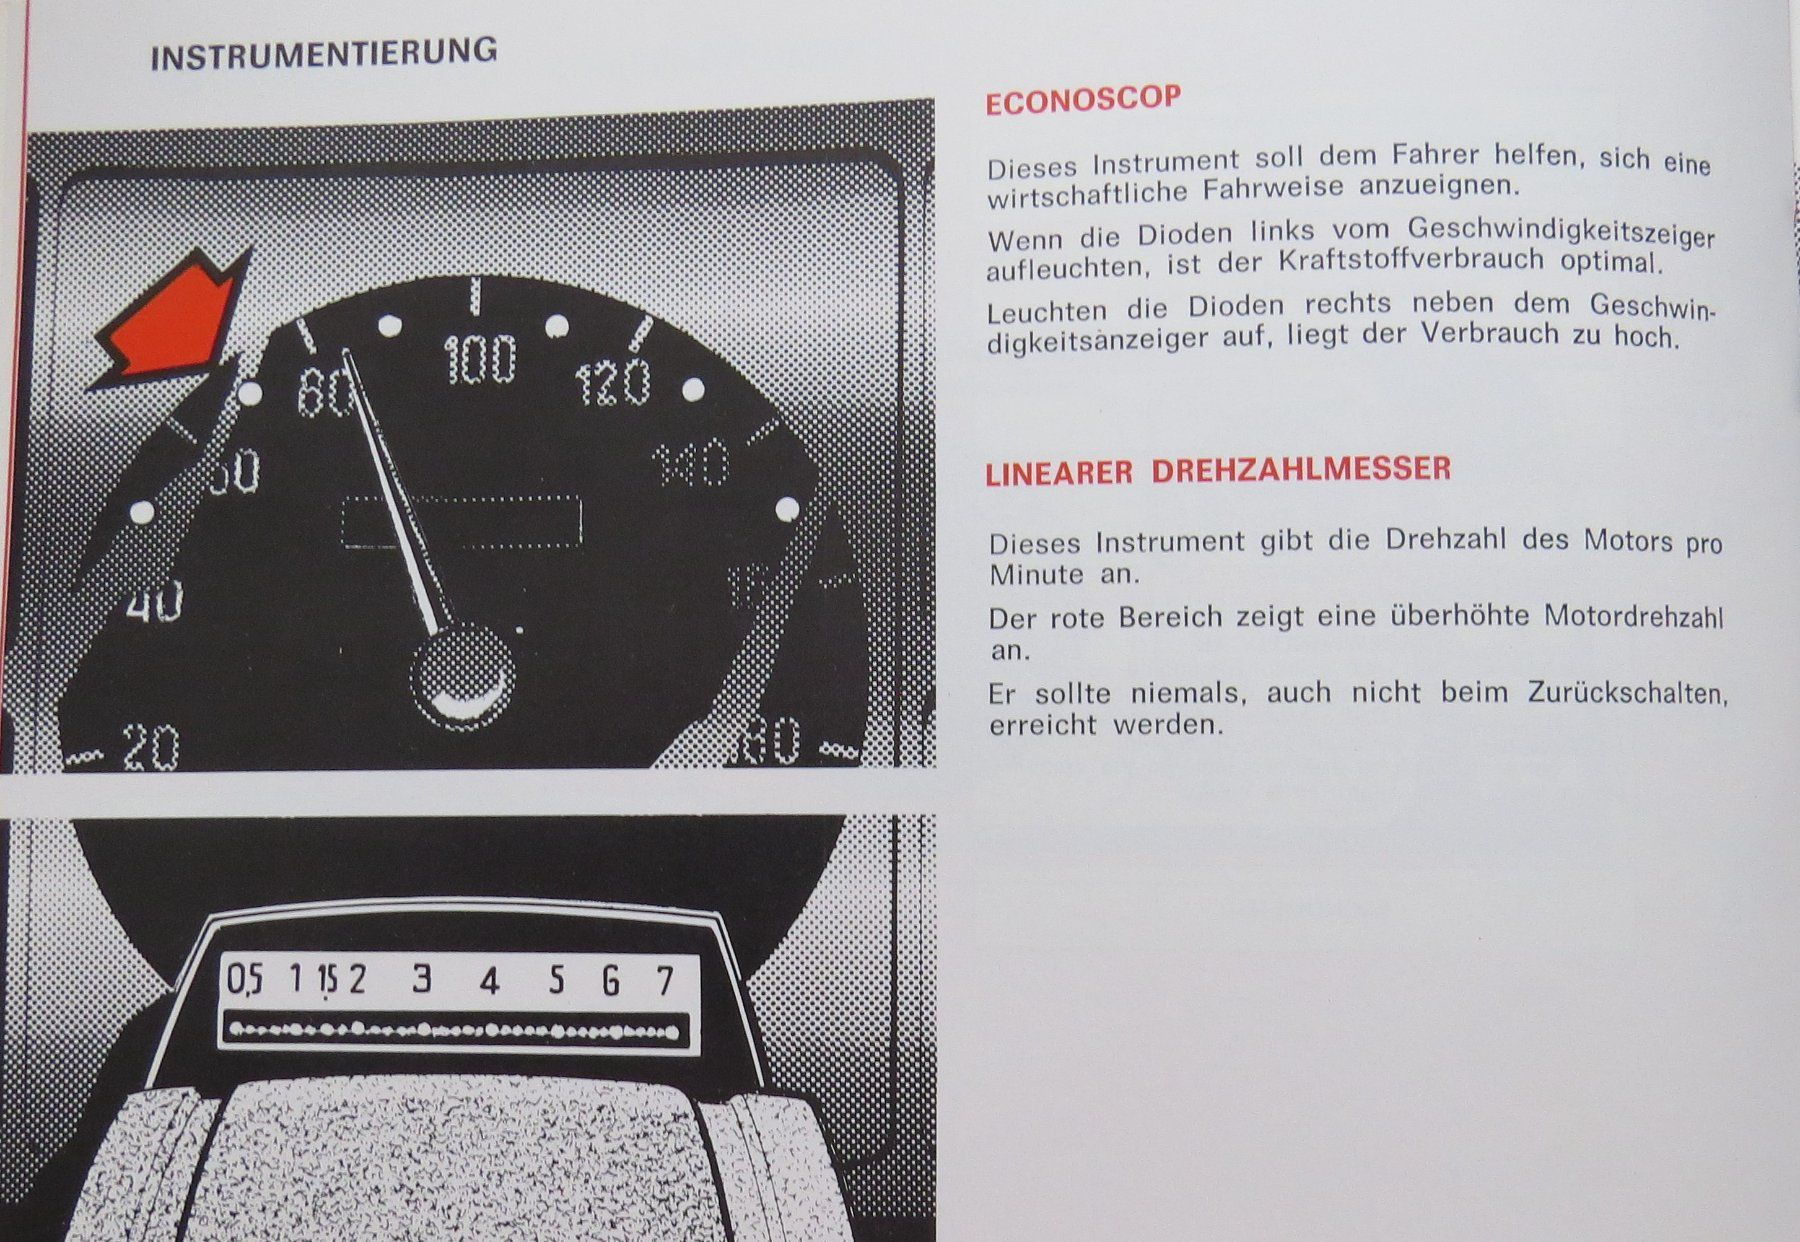 INSTRUMENTIERUNG
ECONOSCOP
Dieses Instrument soll dem Fahrer helfen, sich eine
wirtschaftliche Fahrweise anzueignen.
Wenn die Dioden links vom Geschwindigkeitszeiger
aufleuchten, ist der Kraftstoffverbrauch optimal.
Leuchten die Dioden rechts neben dem Geschwin-
digkeitsanzeiger auf, liegt der Verbrauch zu hoch.
LINEARER DREHZAHLMESSER
Dieses Instrument gibt die Drehzahl des Motors pro
Minute an.
Der rote Bereich zeigt eine überhöhte Motordrehzahl
an.
Er sollte niemals, auch nicht beim Zurückschalten,
erreicht werden.
20
40
80
100
120
140
180
0,5 1 1,5 2 3 4 5 6 7